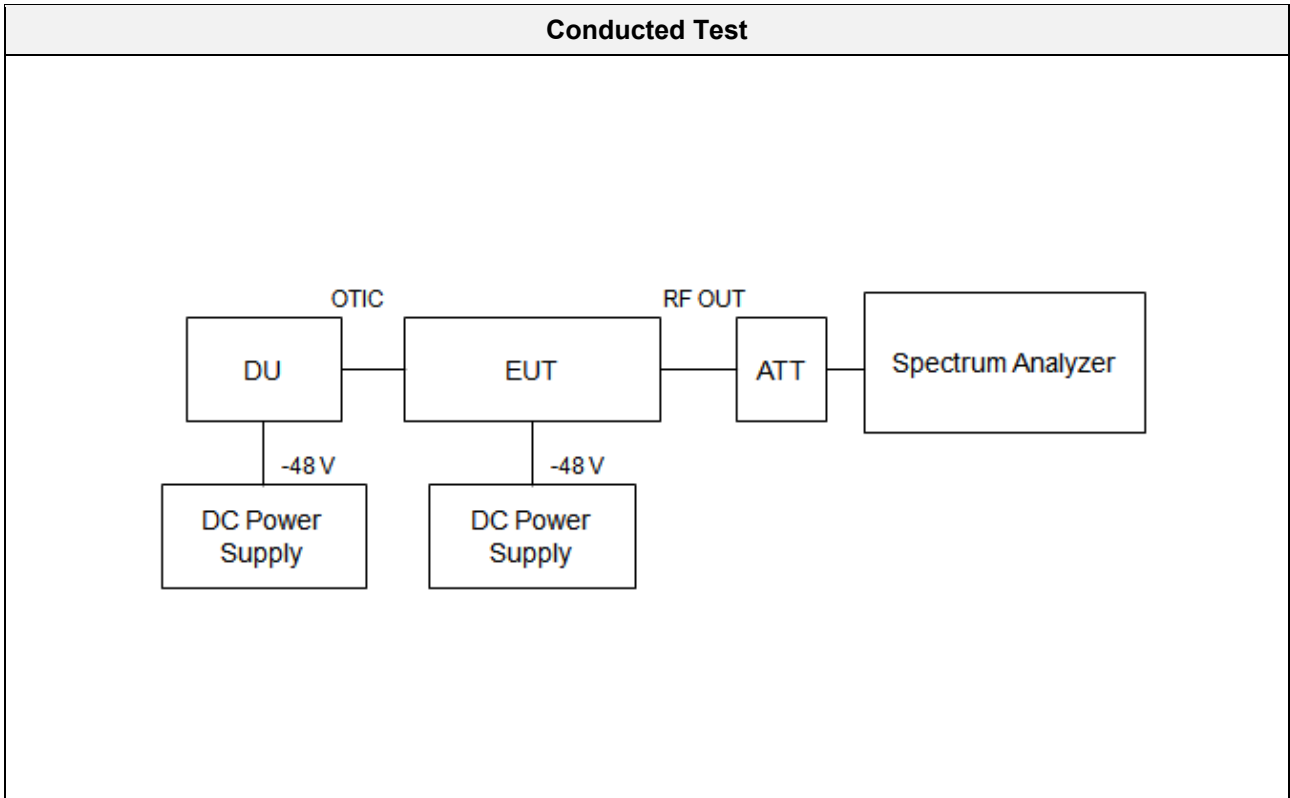 Conducted Test
OTIC
RF OUT
DU
EUT
ATT
Spectrum Analyzer
-48 V
-48 V
DC Power
Supply
DC Power
Supply